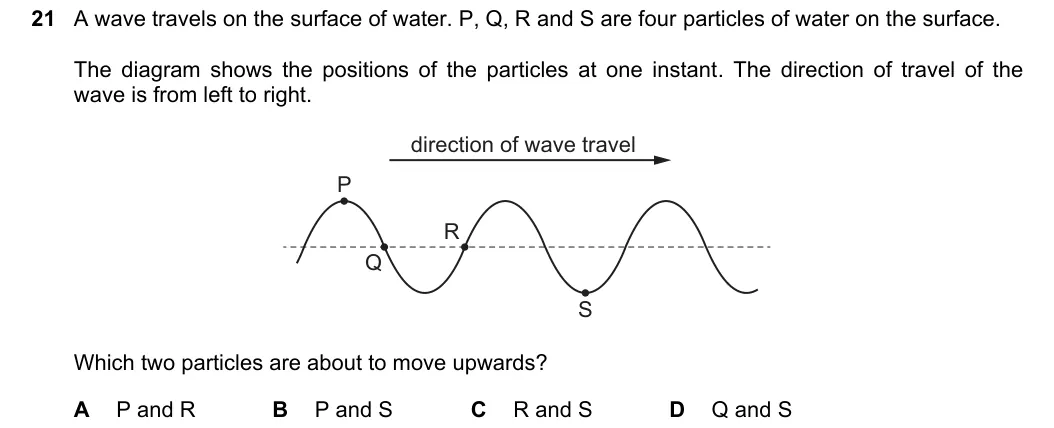 21 A wave travels on the surface of water. P, Q, R and S are four particles of water on the surface.
The diagram shows the positions of the particles at one instant. The direction of travel of the
wave is from left to right.
direction of wave travel
P
R
Q
S
Which two particles are about to move upwards?
A P and R B P and S C R and S D Q and S